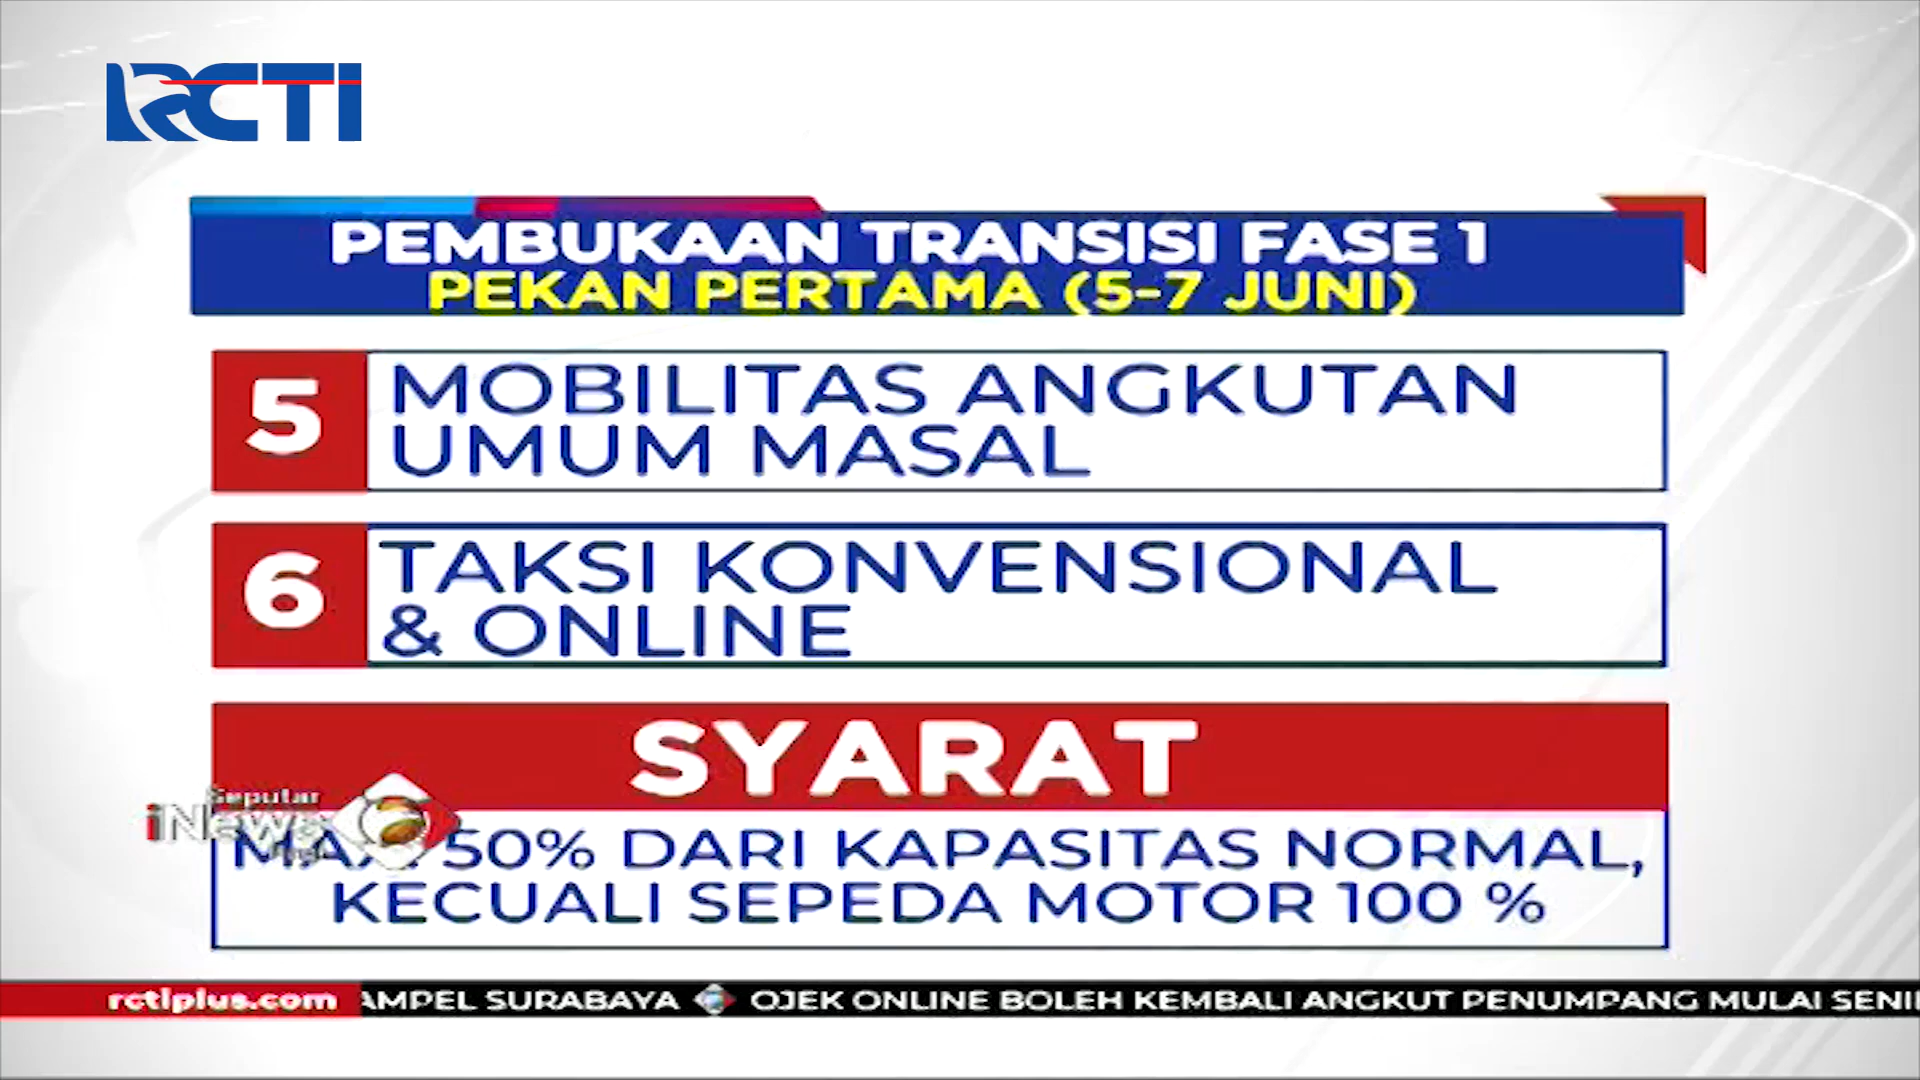 RCTI
PEMBUKAAN TRANSISI FASE 1
PEKAN PERTAMA (5-7 JUNI)
5
MOBILITAS ANGKUTAN
UMUM MASAL
6
TAKSI KONVENSIONAL
& ONLINE
SYARAT
Seputar
iNews
MAX. 50% DARI KAPASITAS NORMAL,
KECUALI SEPEDA MOTOR 100 %
rctiplus.com
AMPEL SURABAYA OJEK ONLINE BOLEH KEMBALI ANGKUT PENUMPANG MULAI SENI